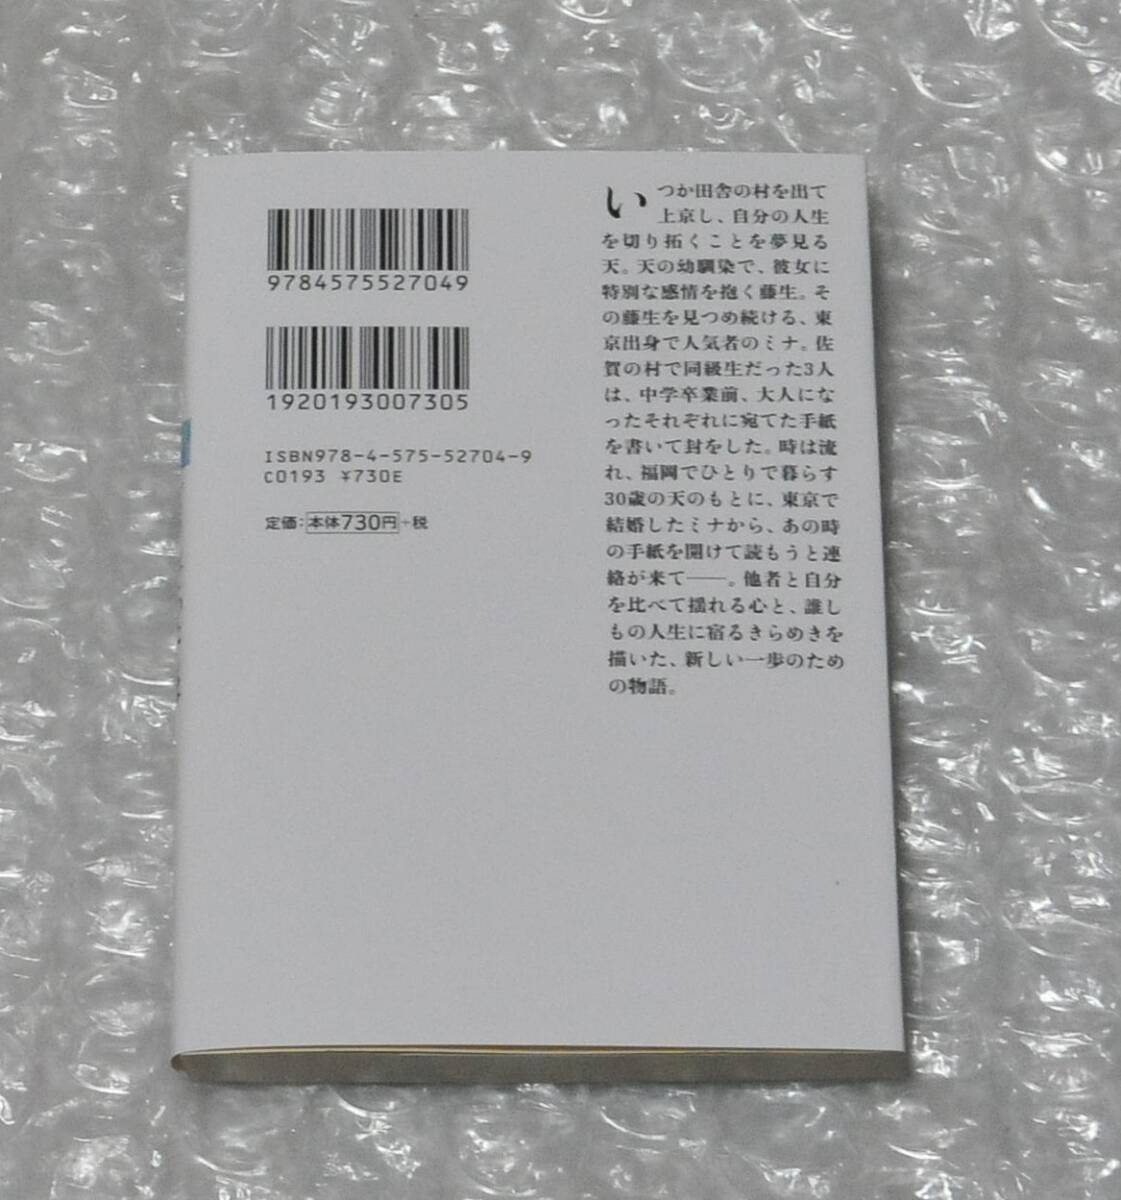 9784575527049
1920193007305
ISBN978-4-575-52704-9
C0193 ¥730E
定価:本体730円+税
いつか田舎の村を出て
上京し、自分の人生
を切り拓くことを夢見る
天。天の幼馴染で、彼女に
特別な感情を抱く藤生。そ
の藤生を見つめ続ける、東
京出身で人気者のミナ。佐
賀の村で同級生だった3人
は、中学卒業前、大人にな
ったそれぞれに宛てた手紙
を書いて封をした。時は流
れ、福岡でひとりで暮らす
30歳の天のもとに、東京で
結婚したミナから、あの時
の手紙を開けて読もうと連
絡が来て――。他者と自分
を比べて揺れる心と、誰し
もの人生に宿るきらめきを
描いた、新しい一歩のため
の物語。